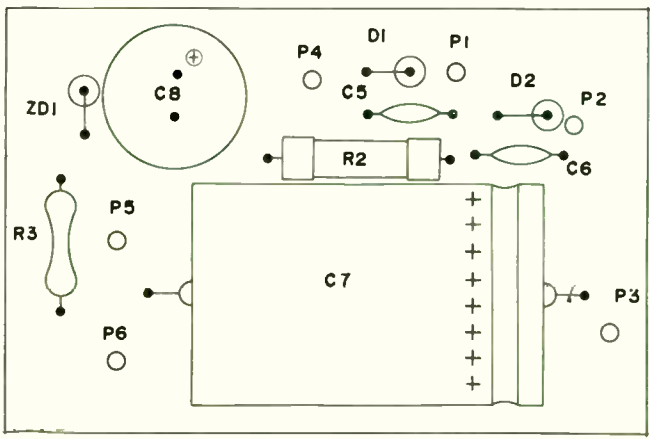 D1
P1
P4
D2
C8
C5
P2
ZD1
R2
C6
P5
R3
C7
P3
P6
+
+
+
+
+
+
+
+
+